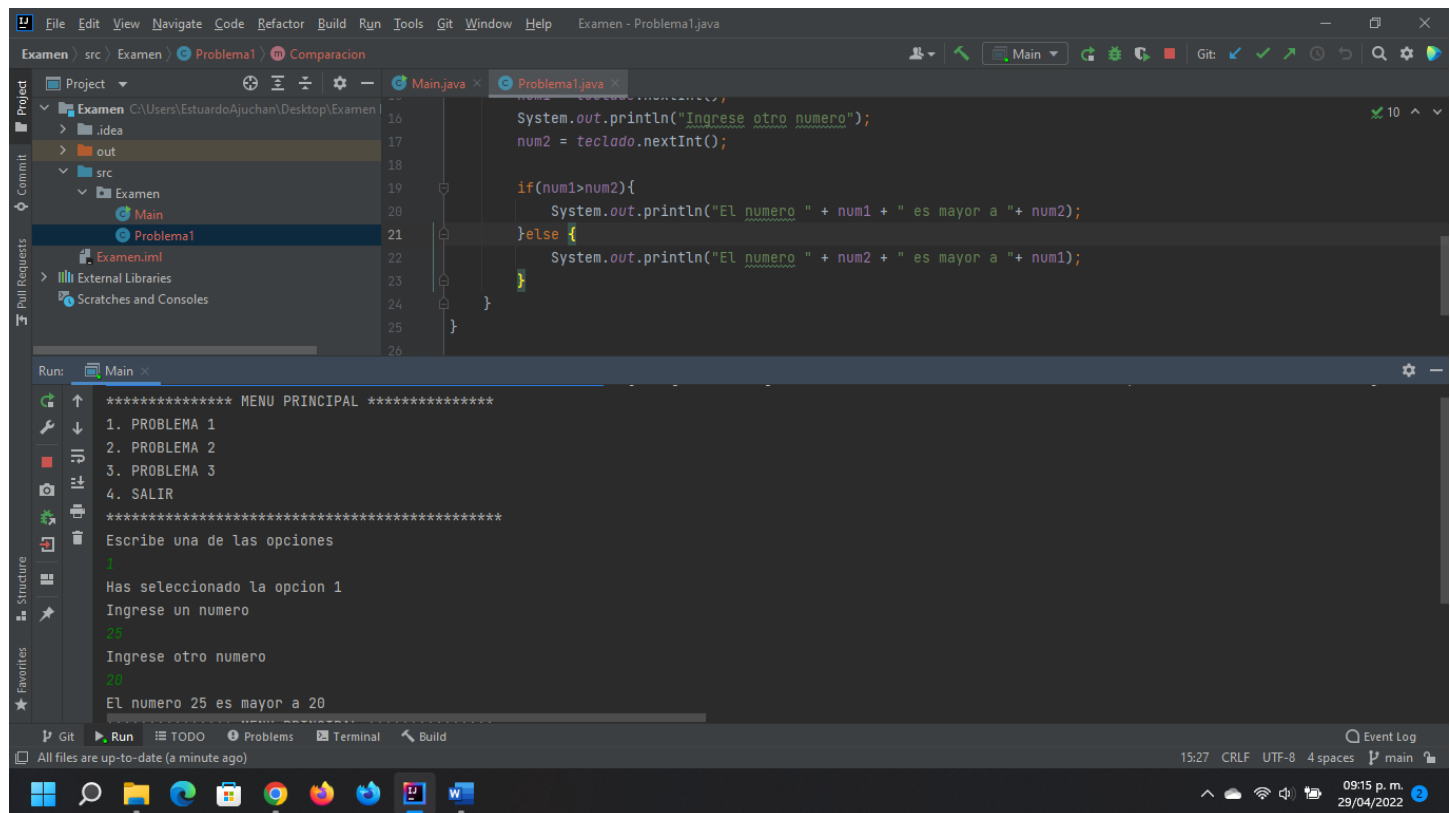 File Edit View Navigate Code Refactor Build Run Tools Git Window Help Examen - Problema1.java
Examen src Examen Problema1 Comparacion
Main
Git:
Project
Main.java
Problema1.java
Examen C:\Users\EstuardoAjuchan\Desktop\Examen
.idea
out
src
Examen
Main
Problema1
Examen.iml
External Libraries
Scratches and Consoles
16 System.out.println("Ingrese otro numero");
17 num2 = teclado.nextInt();
18
19 if(num1>num2){
20 System.out.println("El numero " + num1 + " es mayor a "+ num2);
21 }else {
22 System.out.println("El numero " + num2 + " es mayor a "+ num1);
23 }
24 }
25 }
26
10
Project
Commit
Pull Requests
Structure
Favorites
Run: Main
*************** MENU PRINCIPAL ***************
1. PROBLEMA 1
2. PROBLEMA 2
3. PROBLEMA 3
4. SALIR
***********************************************
Escribe una de las opciones
1
Has seleccionado la opcion 1
Ingrese un numero
25
Ingrese otro numero
20
El numero 25 es mayor a 20
Git Run TODO Problems Terminal Build Event Log
All files are up-to-date (a minute ago) 15:27 CRLF UTF-8 4 spaces main
09:15 p. m.
29/04/2022
2